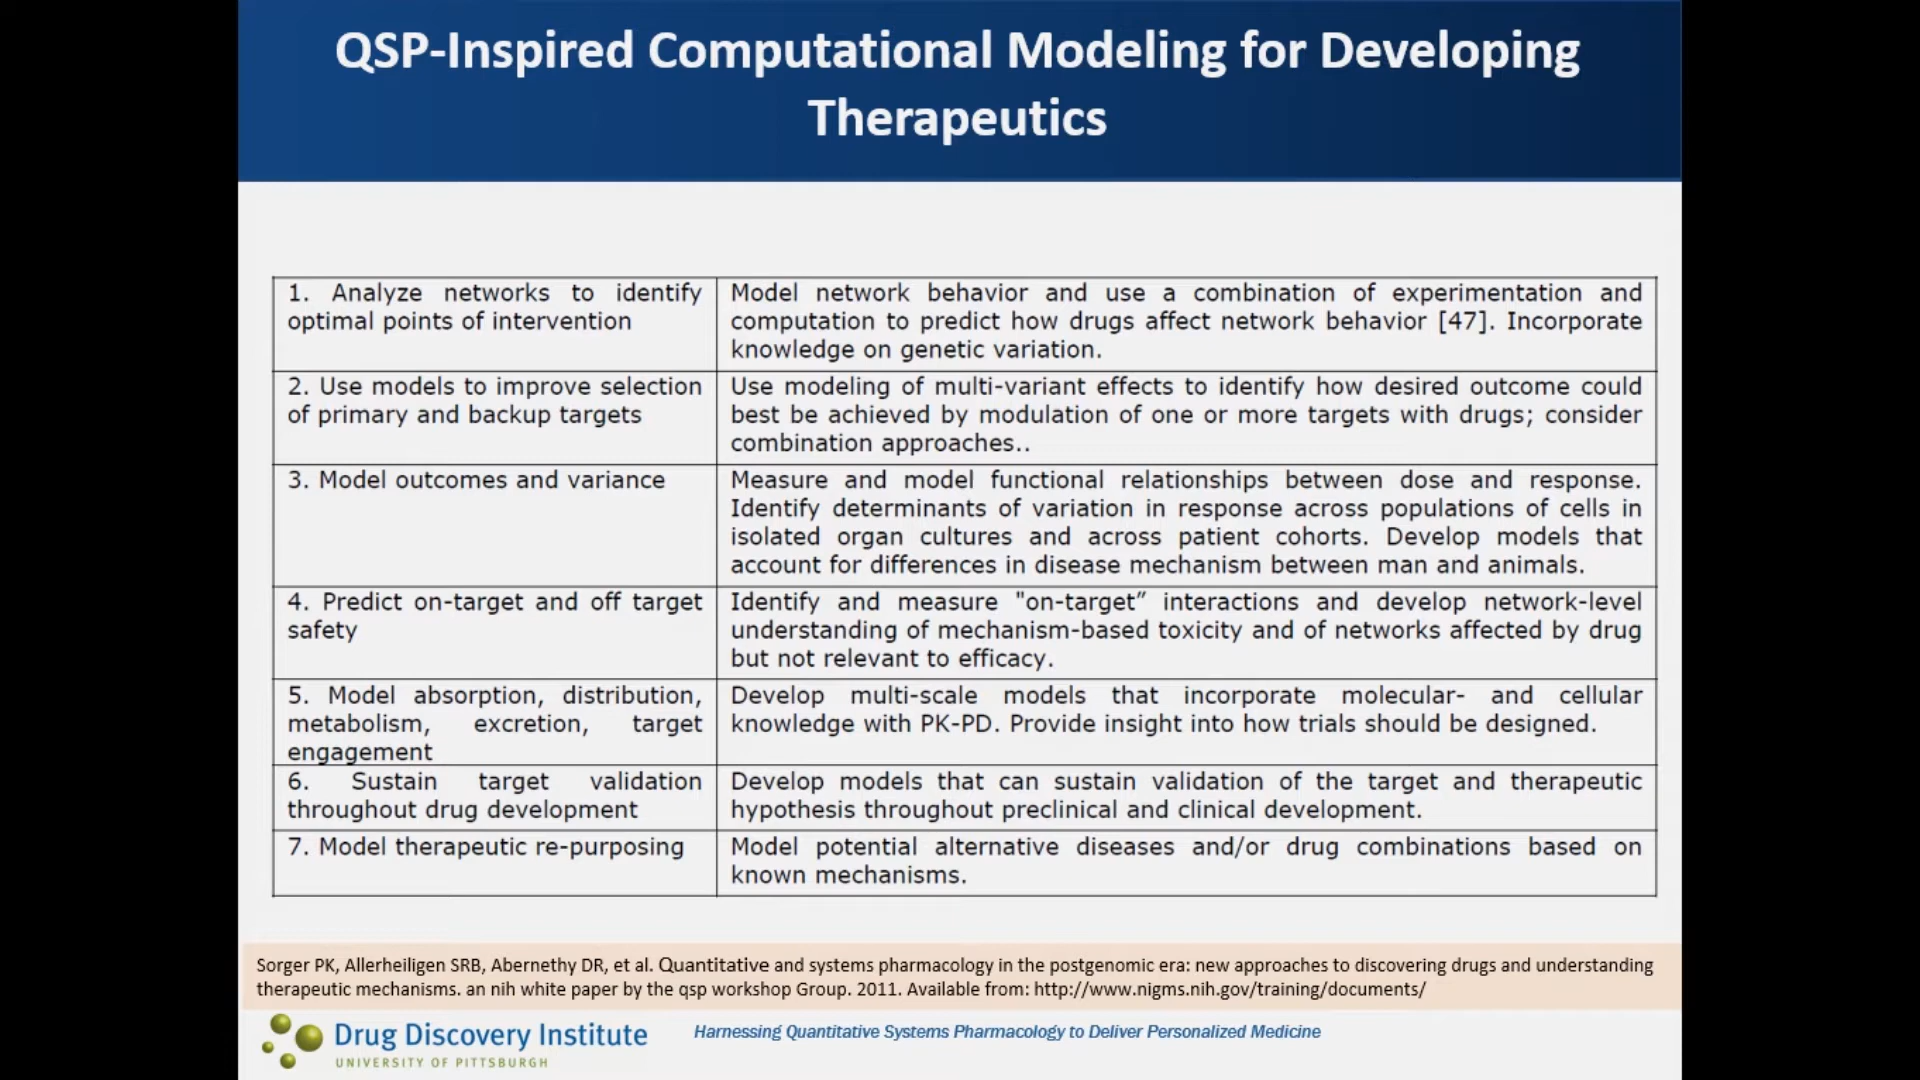 QSP-Inspired Computational Modeling for Developing
Therapeutics
1. Analyze networks to identify
optimal points of intervention
Model network behavior and use a combination of experimentation and
computation to predict how drugs affect network behavior [47]. Incorporate
knowledge on genetic variation.
2. Use models to improve selection
of primary and backup targets
Use modeling of multi-variant effects to identify how desired outcome could
best be achieved by modulation of one or more targets with drugs; consider
combination approaches..
3. Model outcomes and variance
Measure and model functional relationships between dose and response.
Identify determinants of variation in response across populations of cells in
isolated organ cultures and across patient cohorts. Develop models that
account for differences in disease mechanism between man and animals.
4. Predict on-target and off target
safety
Identify and measure "on-target” interactions and develop network-level
understanding of mechanism-based toxicity and of networks affected by drug
but not relevant to efficacy.
5. Model absorption, distribution,
metabolism, excretion, target
engagement
Develop multi-scale models that incorporate molecular- and cellular
knowledge with PK-PD. Provide insight into how trials should be designed.
6. Sustain target validation
throughout drug development
Develop models that can sustain validation of the target and therapeutic
hypothesis throughout preclinical and clinical development.
7. Model therapeutic re-purposing
Model potential alternative diseases and/or drug combinations based on
known mechanisms.
Sorger PK, Allerheiligen SRB, Abernethy DR, et al. Quantitative and systems pharmacology in the postgenomic era: new approaches to discovering drugs and understanding
therapeutic mechanisms. an nih white paper by the qsp workshop Group. 2011. Available from: http://www.nigms.nih.gov/training/documents/
Drug Discovery Institute
UNIVERSITY OF PITTSBURGH
Harnessing Quantitative Systems Pharmacology to Deliver Personalized Medicine